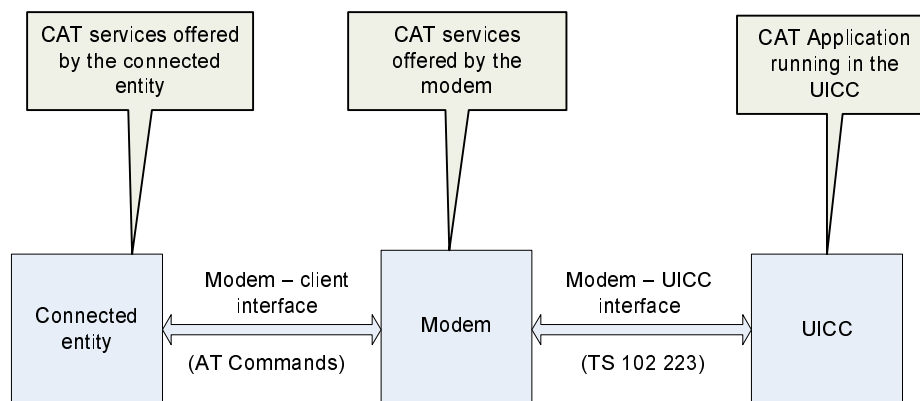 CAT services offered
by the connected
entity
CAT services
offered by the
modem
CAT Application
running in the
UICC
Connected
entity
Modem – client
interface
(AT Commands)
Modem
Modem – UICC
interface
(TS 102 223)
UICC